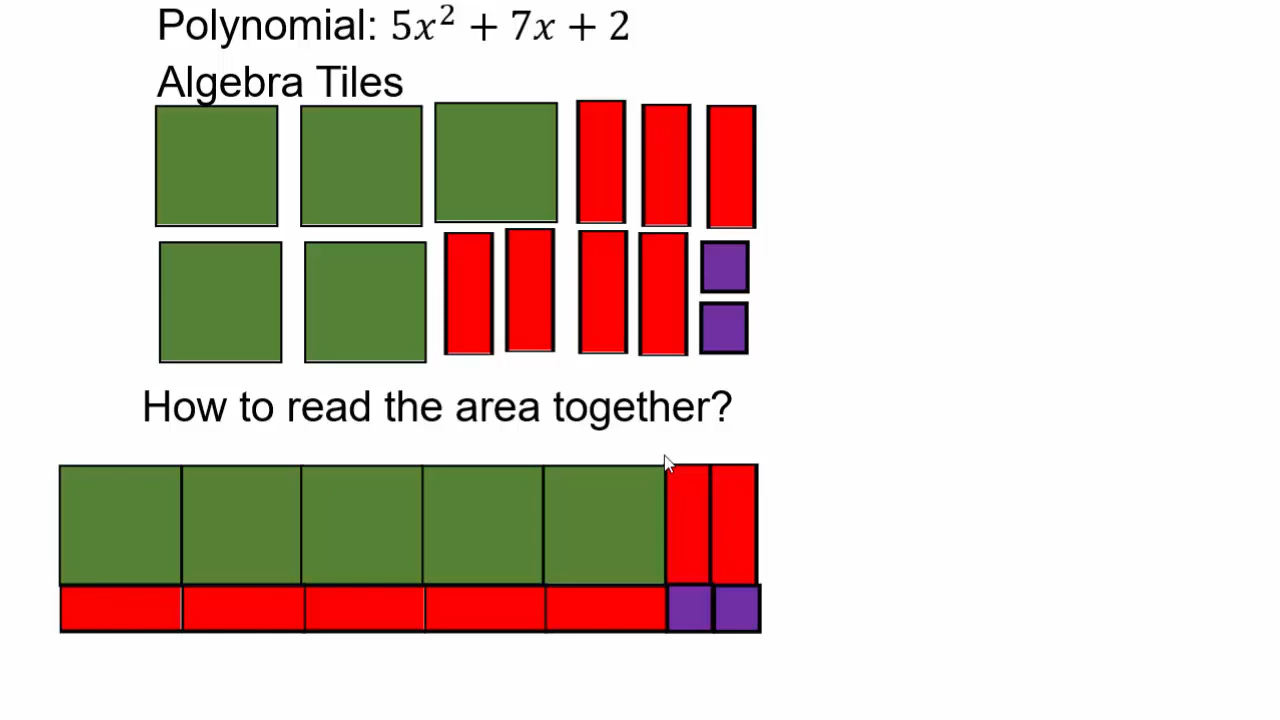 Polynomial: 5𝑥² + 7𝑥 + 2
Algebra Tiles
How to read the area together?